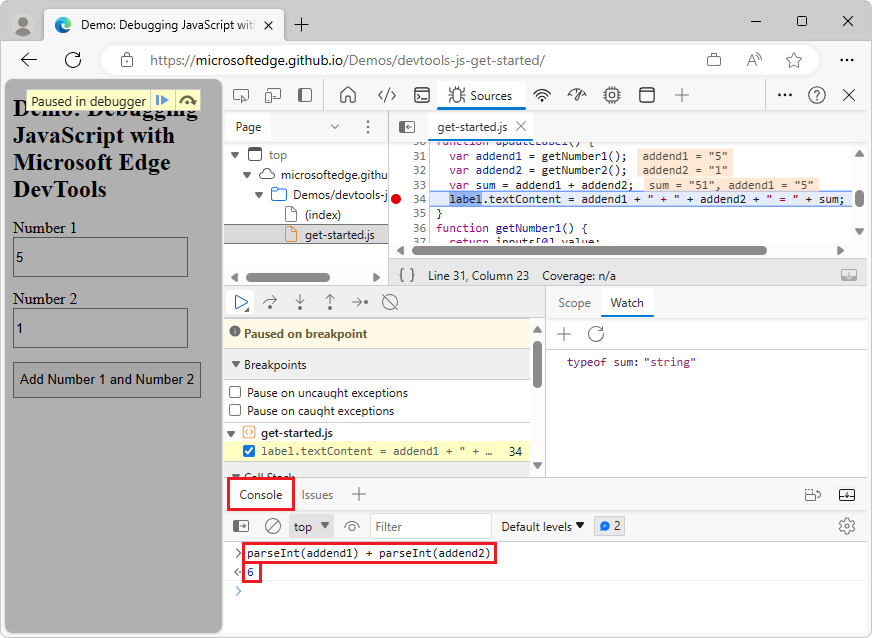 Demo: Debugging JavaScript wit
https://microsoftedge.github.io/Demos/devtools-js-get-started/
Paused in debugger
Demo: Debugging
JavaScript with
Microsoft Edge
DevTools
Number 1
5
Number 2
1
Add Number 1 and Number 2
Sources
Page
get-started.js
top
microsoftedge.githu
Demos/devtools-j
(index)
get-started.js
30 function updateLabel() {
31 var addend1 = getNumber1(); addend1 = "5"
32 var addend2 = getNumber2(); addend2 = "1"
33 var sum = addend1 + addend2; sum = "51", addend1 = "5"
34 label.textContent = addend1 + " + " + addend2 + " = " + sum;
35 }
36 function getNumber1() {
37 return inputs[0].value;
{ } Line 31, Column 23 Coverage: n/a
Paused on breakpoint
Breakpoints
Pause on uncaught exceptions
Pause on caught exceptions
get-started.js
label.textContent = addend1 + " + … 34
Call Stack
Scope Watch
typeof sum: "string"
Console Issues
top Filter Default levels 2
parseInt(addend1) + parseInt(addend2)
6